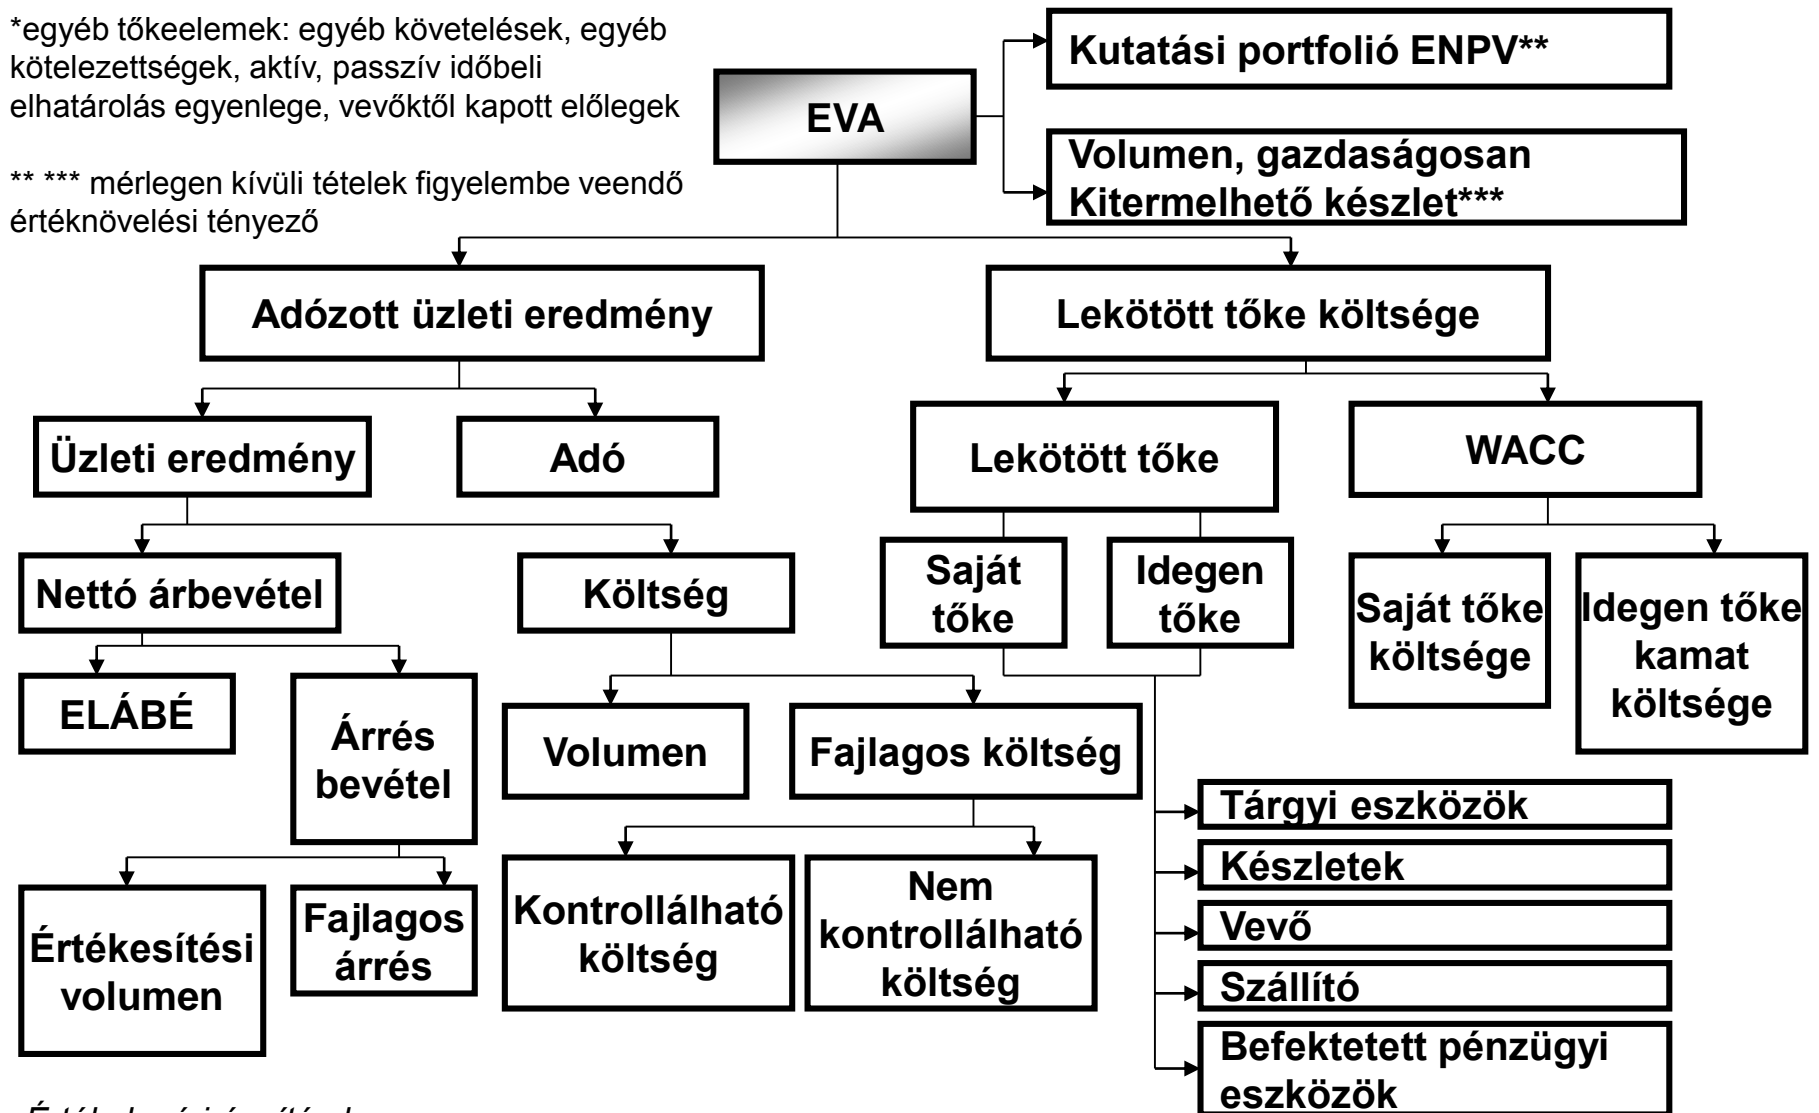 *egyéb tőkeelemek: egyéb követelések, egyéb
kötelezettségek, aktív, passzív időbeli
elhatárolás egyenlege, vevőktől kapott előlegek
** *** mérlegen kívüli tételek figyelembe veendő
értéknövelési tényező
EVA
Kutatási portfolió ENPV**
Volumen, gazdaságosan
Kitermelhető készlet***
Adózott üzleti eredmény
Lekötött tőke költsége
Üzleti eredmény
Adó
Lekötött tőke
WACC
Nettó árbevétel
Költség
Saját
tőke
Idegen
tőke
Saját tőke
költsége
Idegen tőke
kamat
költsége
ELÁBÉ
Árrés
bevétel
Volumen
Fajlagos költség
Értékesítési
volumen
Fajlagos
árrés
Kontrollálható
költség
Nem
kontrollálható
költség
Tárgyi eszközök
Készletek
Vevő
Szállító
Befektetett pénzügyi
eszközök